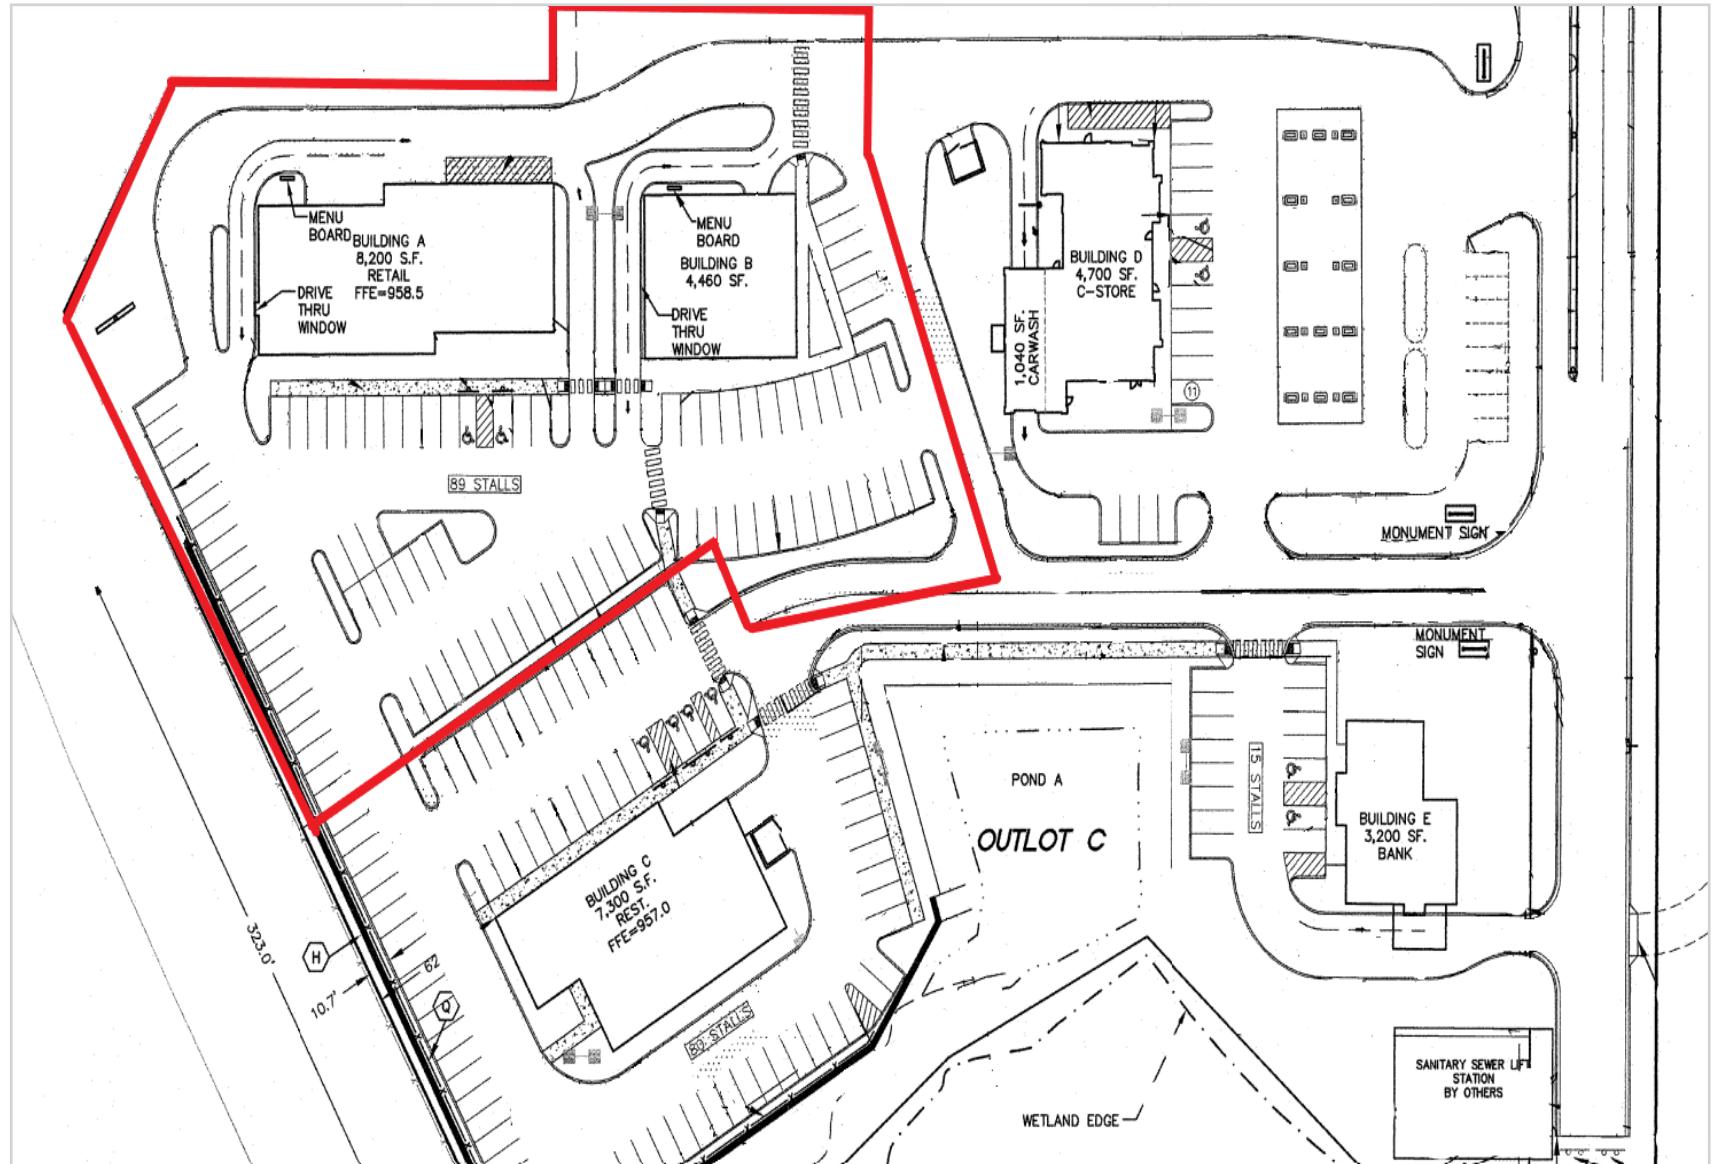 MENU
BOARD
BUILDING A
8,200 S.F.
RETAIL
FFE=958.5
DRIVE
THRU
WINDOW
MENU
BOARD
BUILDING B
4,460 SF.
DRIVE
THRU
WINDOW
BUILDING D
4,700 SF.
C-STORE
1,040 SF.
CARWASH
11
89 STALLS
MONUMENT SIGN
MONUMENT
SIGN
POND A
OUTLOT C
15 STALLS
BUILDING E
3,200 SF.
BANK
BUILDING C
7,300 S.F.
REST.
FFE=957.0
323.0'
H
10.7'
62
80 STALLS
WETLAND EDGE
SANITARY SEWER LIFT
STATION
BY OTHERS